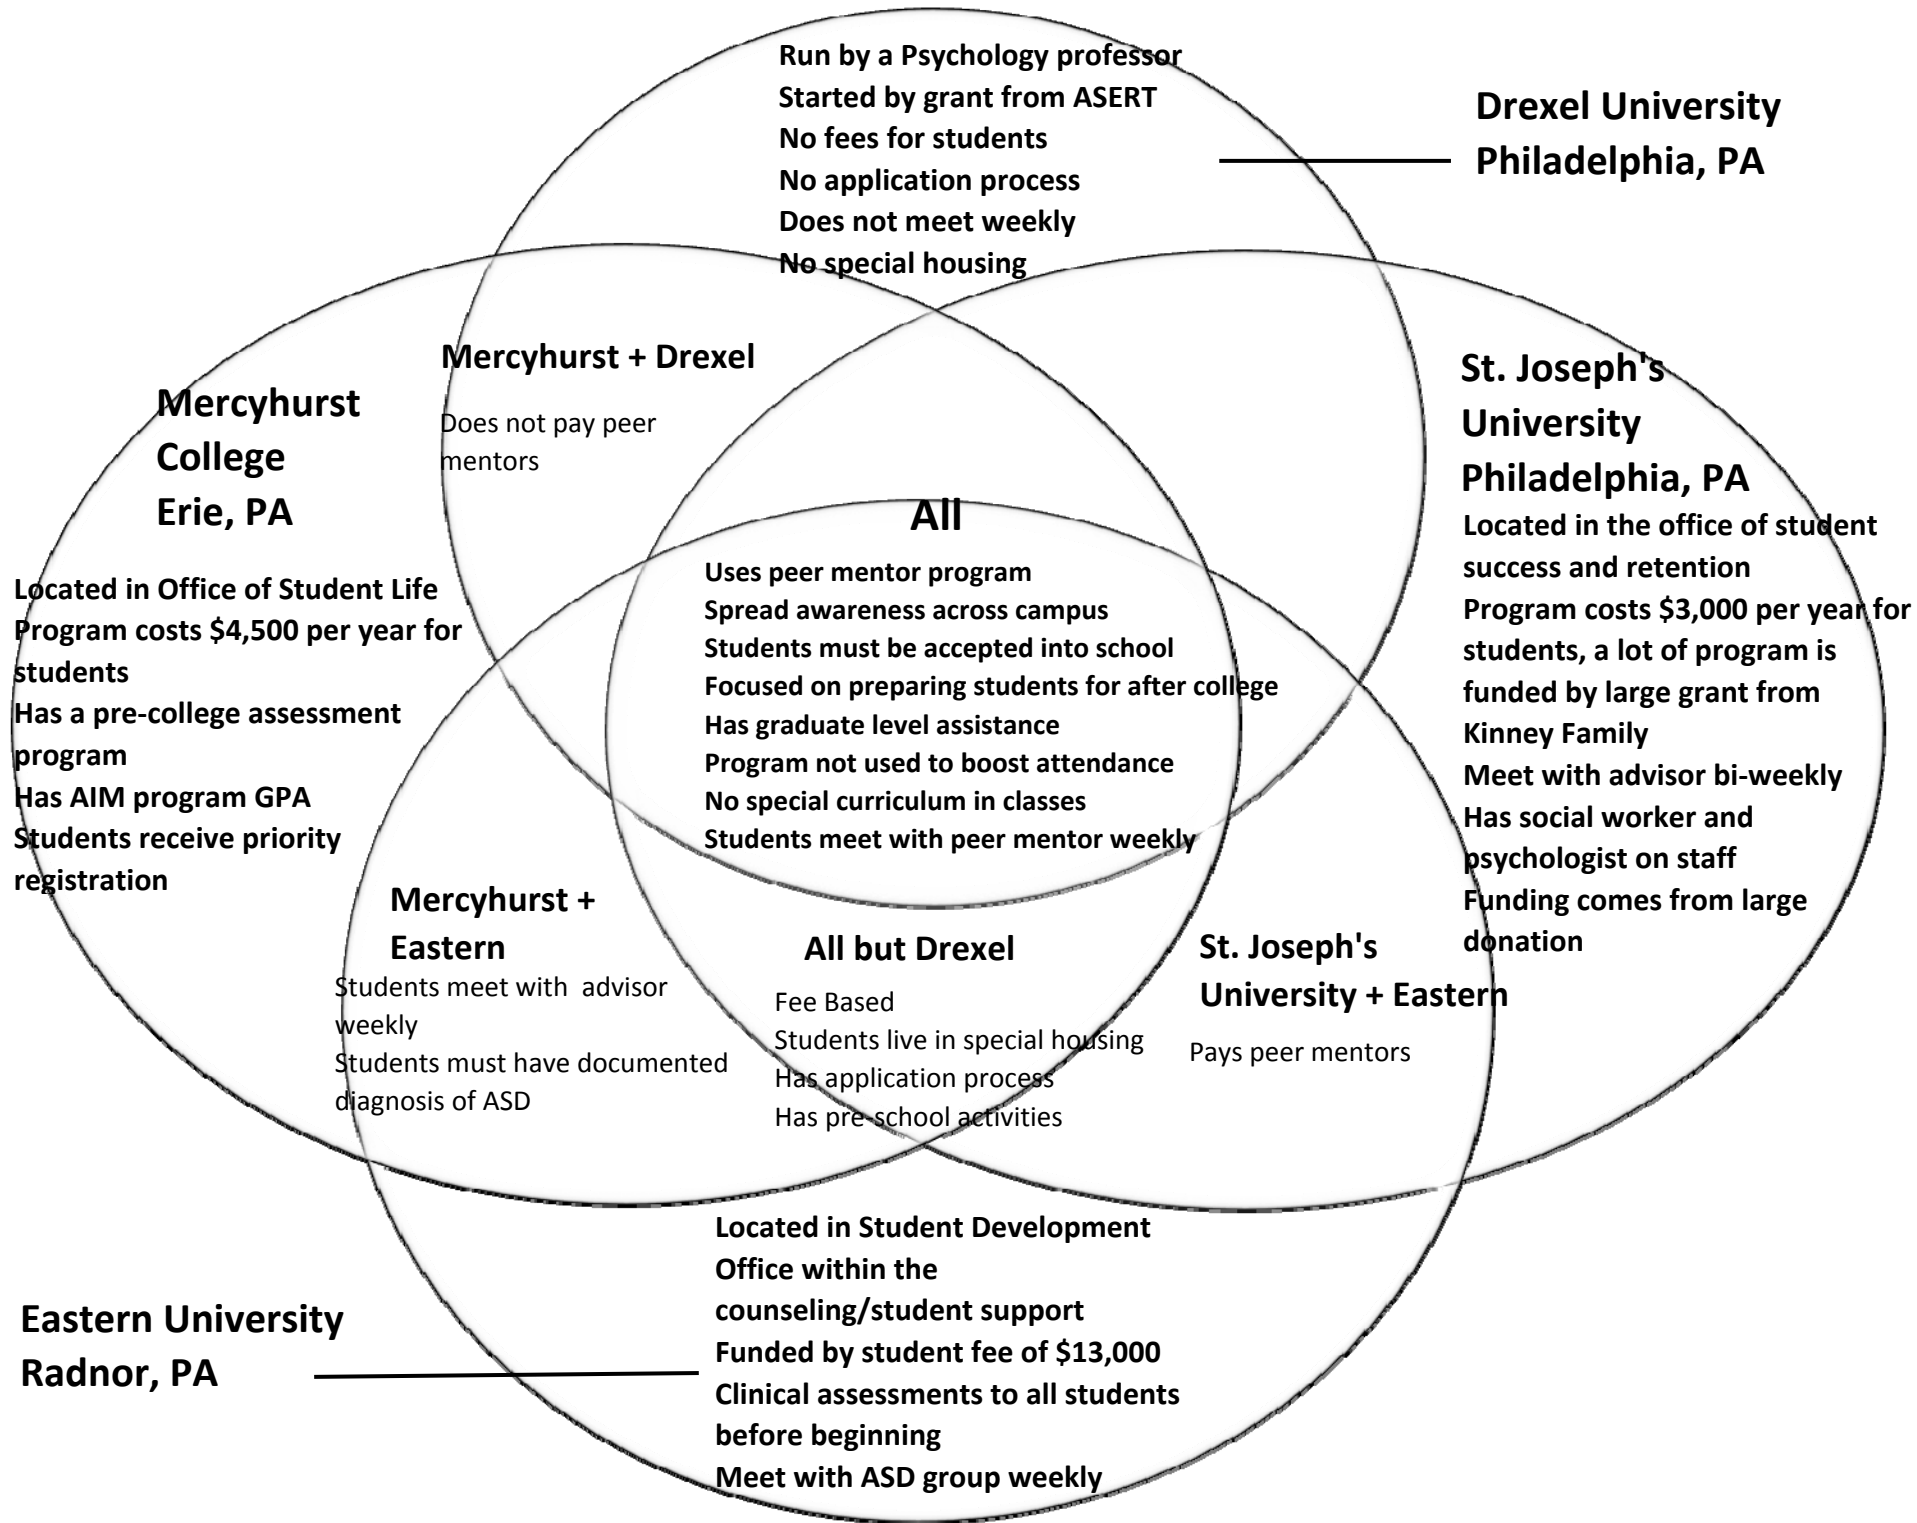 Run by a Psychology professor
Started by grant from ASERT
No fees for students
No application process
Does not meet weekly
No special housing
Drexel University
Philadelphia, PA
Mercyhurst + Drexel
Does not pay peer
mentors
Mercyhurst
College
Erie, PA
Located in Office of Student Life
Program costs $4,500 per year for
students
Has a pre-college assessment
program
Has AIM program GPA
Students receive priority
registration
All
Uses peer mentor program
Spread awareness across campus
Students must be accepted into school
Focused on preparing students for after college
Has graduate level assistance
Program not used to boost attendance
No special curriculum in classes
Students meet with peer mentor weekly
St. Joseph's
University
Philadelphia, PA
Located in the office of student
success and retention
Program costs $3,000 per year for
students, a lot of program is
funded by large grant from
Kinney Family
Meet with advisor bi-weekly
Has social worker and
psychologist on staff
Funding comes from large
donation
Mercyhurst +
Eastern
Students meet with  advisor
weekly
Students must have documented
diagnosis of ASD
All but Drexel
Fee Based
Students live in special housing
Has application process
Has pre-school activities
St. Joseph's
University + Eastern
Pays peer mentors
Eastern University
Radnor, PA
Located in Student Development
Office within the
counseling/student support
Funded by student fee of $13,000
Clinical assessments to all students
before beginning
Meet with ASD group weekly